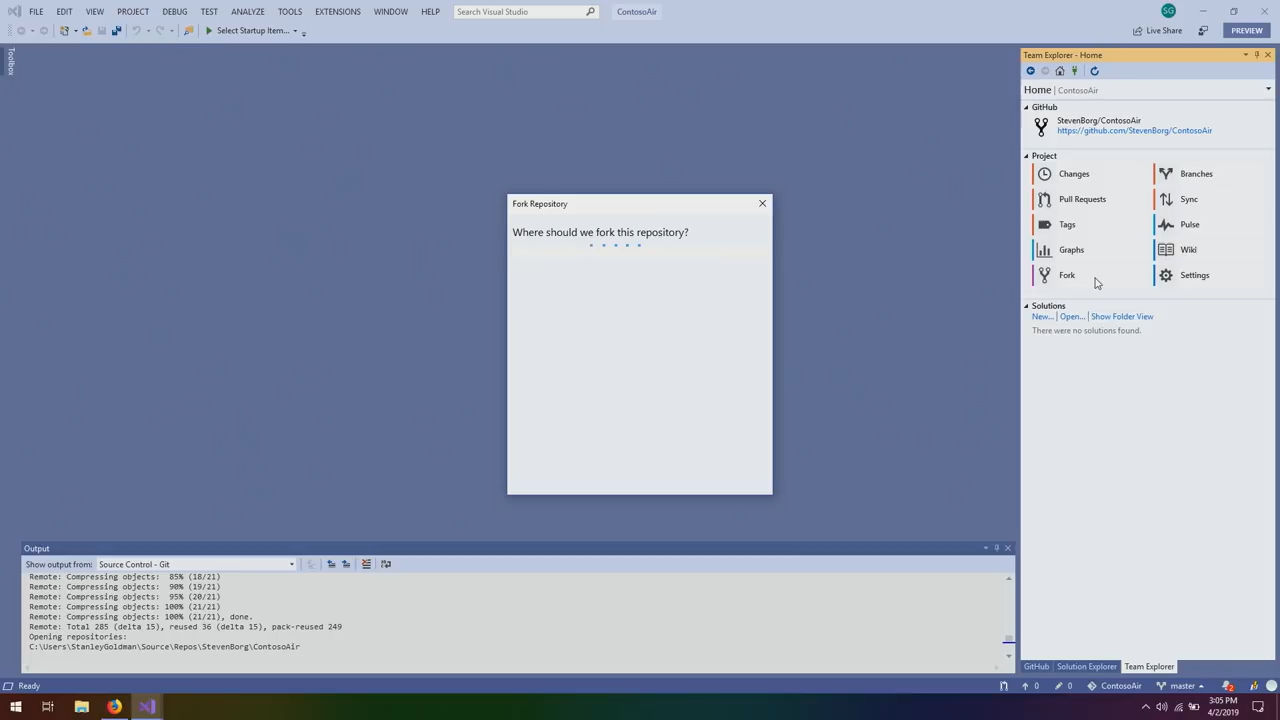 FILE EDIT VIEW PROJECT DEBUG TEST ANALYZE TOOLS EXTENSIONS WINDOW HELP Search Visual Studio ContosoAir SG
Select Startup Item... Live Share PREVIEW
Toolbox
Team Explorer - Home
Home | ContosoAir
GitHub
StevenBorg/ContosoAir
https://github.com/StevenBorg/ContosoAir
Project
Changes Branches
Pull Requests Sync
Tags Pulse
Graphs Wiki
Fork Settings
Solutions
New... | Open... | Show Folder View
There were no solutions found.
Fork Repository
Where should we fork this repository?
Output
Show output from: Source Control - Git
Remote: Compressing objects: 85% (18/21)
Remote: Compressing objects: 90% (19/21)
Remote: Compressing objects: 95% (20/21)
Remote: Compressing objects: 100% (21/21)
Remote: Compressing objects: 100% (21/21), done.
Remote: Total 285 (delta 15), reused 36 (delta 15), pack-reused 249
Opening repositories:
C:\Users\StanleyGoldman\Source\Repos\StevenBorg\ContosoAir
GitHub Solution Explorer Team Explorer
Ready 0 0 ContosoAir master 2
3:05 PM
4/2/2019